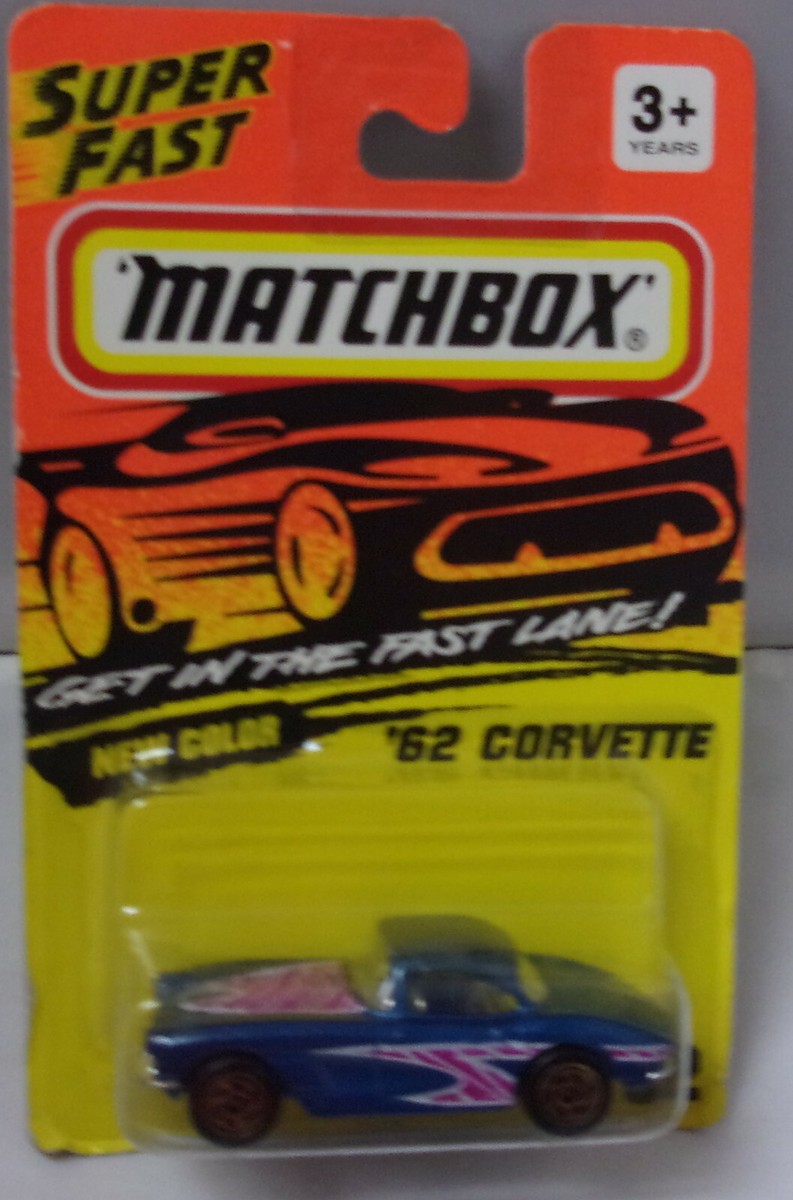 SUPER
FAST
3+
YEARS
'MATCHBOX'®
GET IN THE FAST LANE!
NEW COLOR
'62 CORVETTE